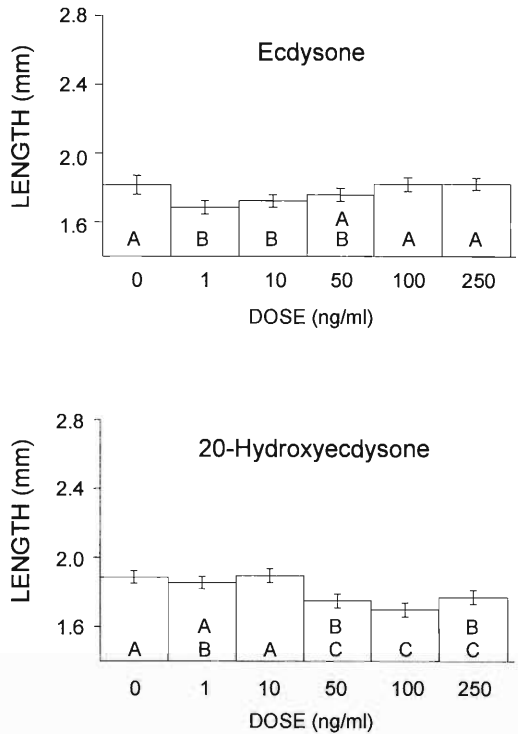 2.8
Ecdysone
2.4
LENGTH (mm)
2.0
1.6
A
A B B B A A
0 1 10 50 100 250
DOSE (ng/ml)
2.8
20-Hydroxyecdysone
2.4
LENGTH (mm)
2.0
1.6
A B B
A B A C C C
0 1 10 50 100 250
DOSE (ng/ml)